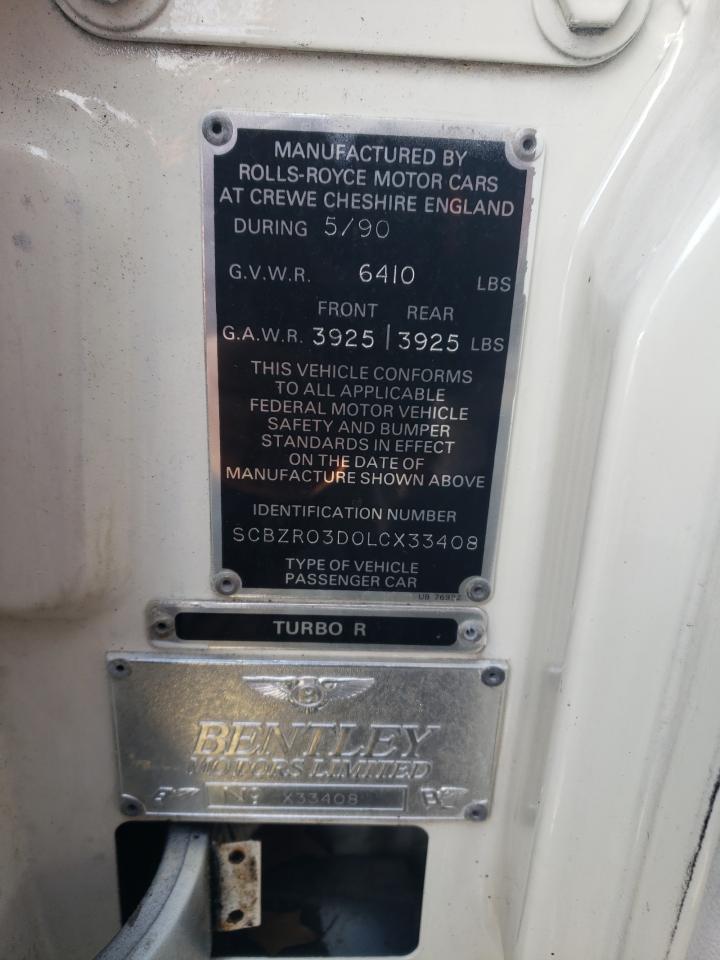 MANUFACTURED BY
ROLLS-ROYCE MOTOR CARS
AT CREWE CHESHIRE ENGLAND
DURING 5/90
G.V.W.R. 6410 LBS
FRONT REAR
G.A.W.R. 3925 | 3925 LBS
THIS VEHICLE CONFORMS
TO ALL APPLICABLE
FEDERAL MOTOR VEHICLE
SAFETY AND BUMPER
STANDARDS IN EFFECT
ON THE DATE OF
MANUFACTURE SHOWN ABOVE
IDENTIFICATION NUMBER
SCBZR03D0LCX33408
TYPE OF VEHICLE
PASSENGER CAR
TURBO R
B
BENTLEY
MOTORS LIMITED
No X33408